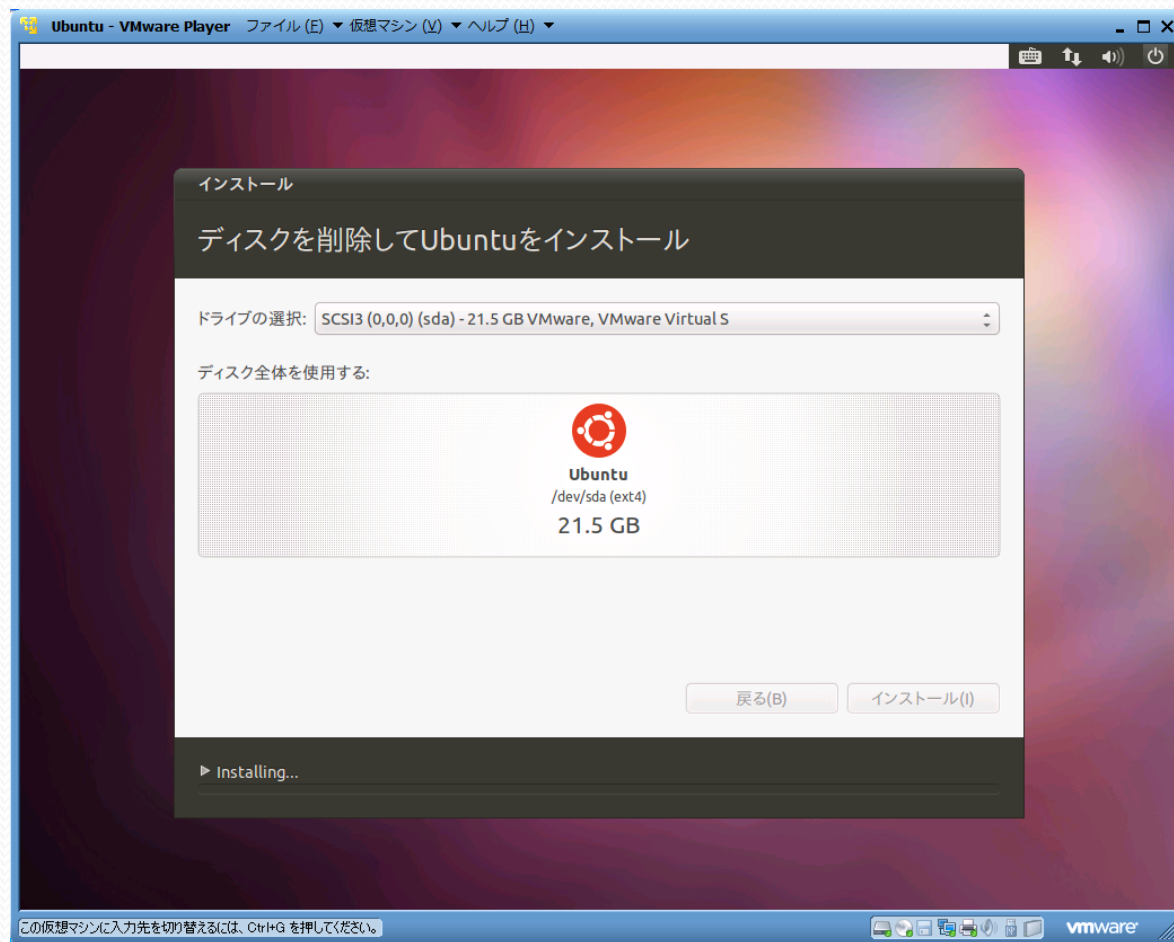 Ubuntu - VMware Player ファイル(F) ▼ 仮想マシン(V) ▼ ヘルプ(H) ▼
インストール
ディスクを削除してUbuntuをインストール
ドライブの選択: SCSI3 (0,0,0) (sda) - 21.5 GB VMware, VMware Virtual S
ディスク全体を使用する:
Ubuntu
/dev/sda (ext4)
21.5 GB
戻る(B) インストール(I)
Installing...
この仮想マシンに入力先を切り替えるには、Ctrl+G を押してください。 vmware